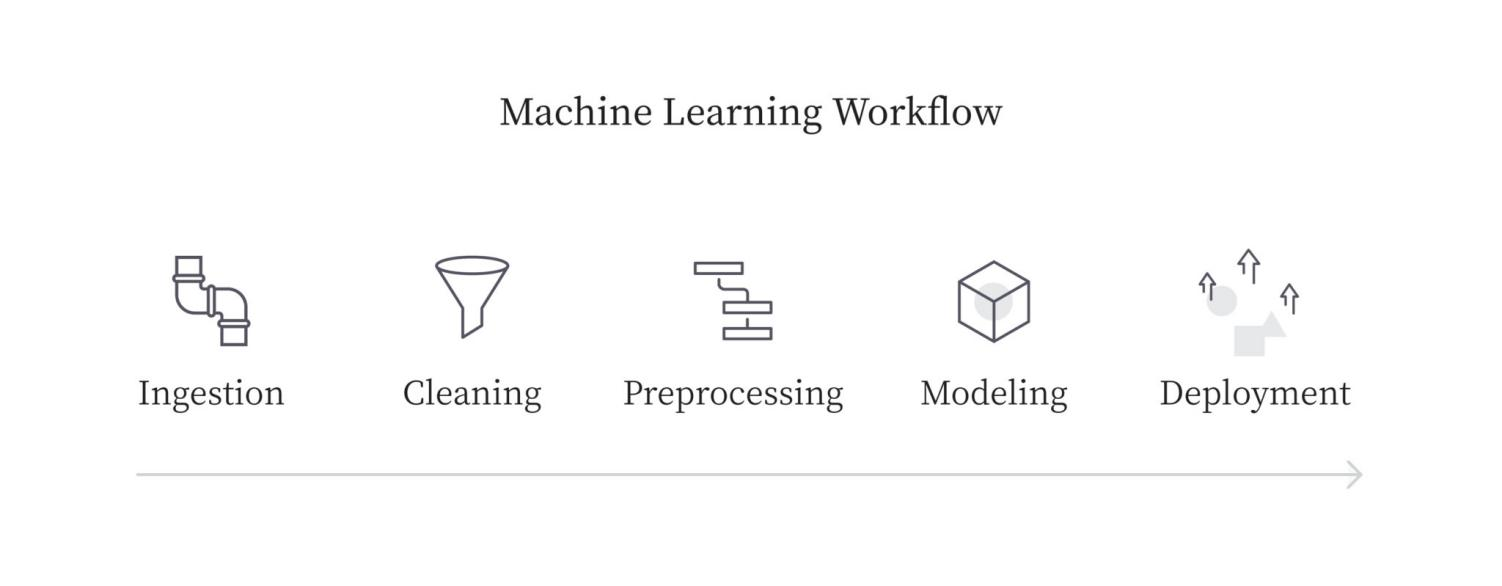 Machine Learning Workflow
Ingestion
Cleaning
Preprocessing
Modeling
Deployment